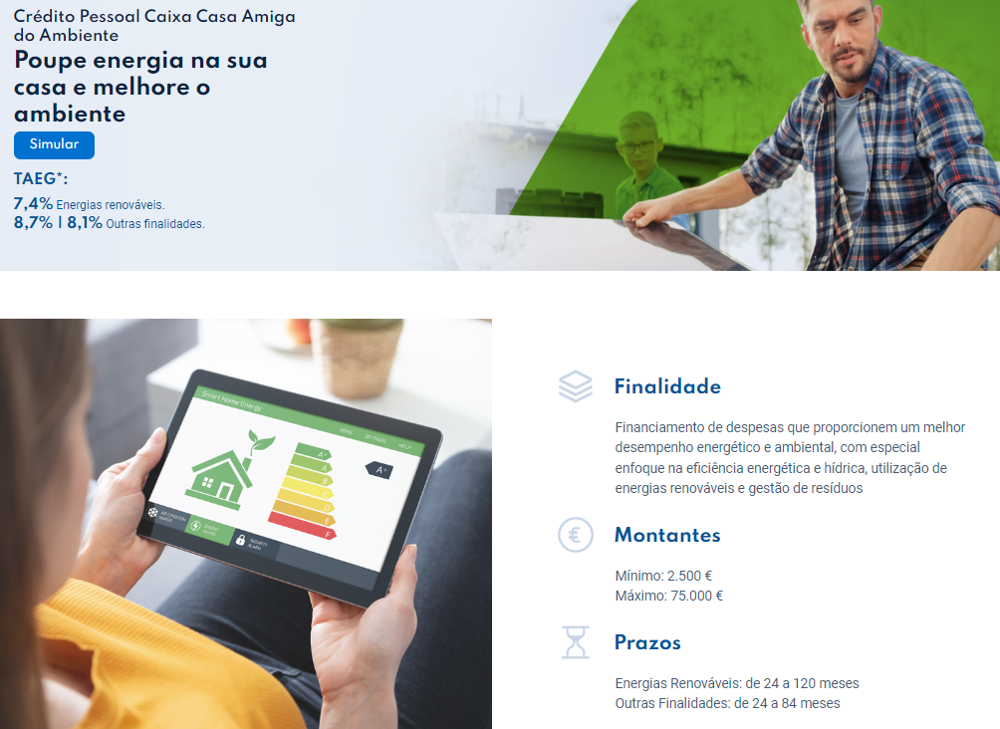 Crédito Pessoal Caixa Casa Amiga
do Ambiente
Poupe energia na sua
casa e melhore o
ambiente
Simular
TAEG*:
7,4% Energias renováveis.
8,7% | 8,1% Outras finalidades.
Smart Home Energy
HOME SETTINGS HELP
A+
A
B
C
D
E
F
A+
AIR CONDITION
HEATER
ENERGY
SAVING
SECURITY
ALARM
Finalidade
Financiamento de despesas que proporcionem um melhor
desempenho energético e ambiental, com especial
enfoque na eficiência energética e hídrica, utilização de
energias renováveis e gestão de resíduos
Montantes
Mínimo: 2.500 €
Máximo: 75.000 €
Prazos
Energias Renováveis: de 24 a 120 meses
Outras Finalidades: de 24 a 84 meses